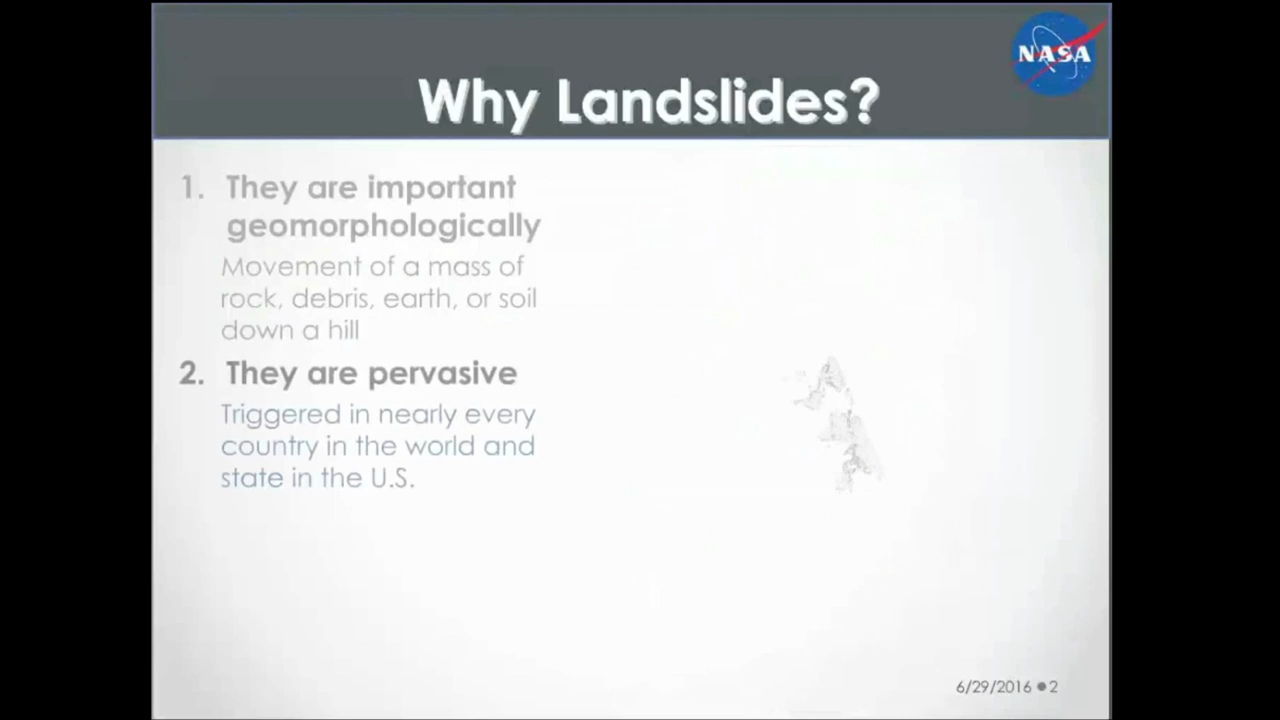 NASA
Why Landslides?
1. They are important
geomorphologically
Movement of a mass of
rock, debris, earth, or soil
down a hill
2. They are pervasive
Triggered in nearly every
country in the world and
state in the U.S.
6/29/2016 ● 2